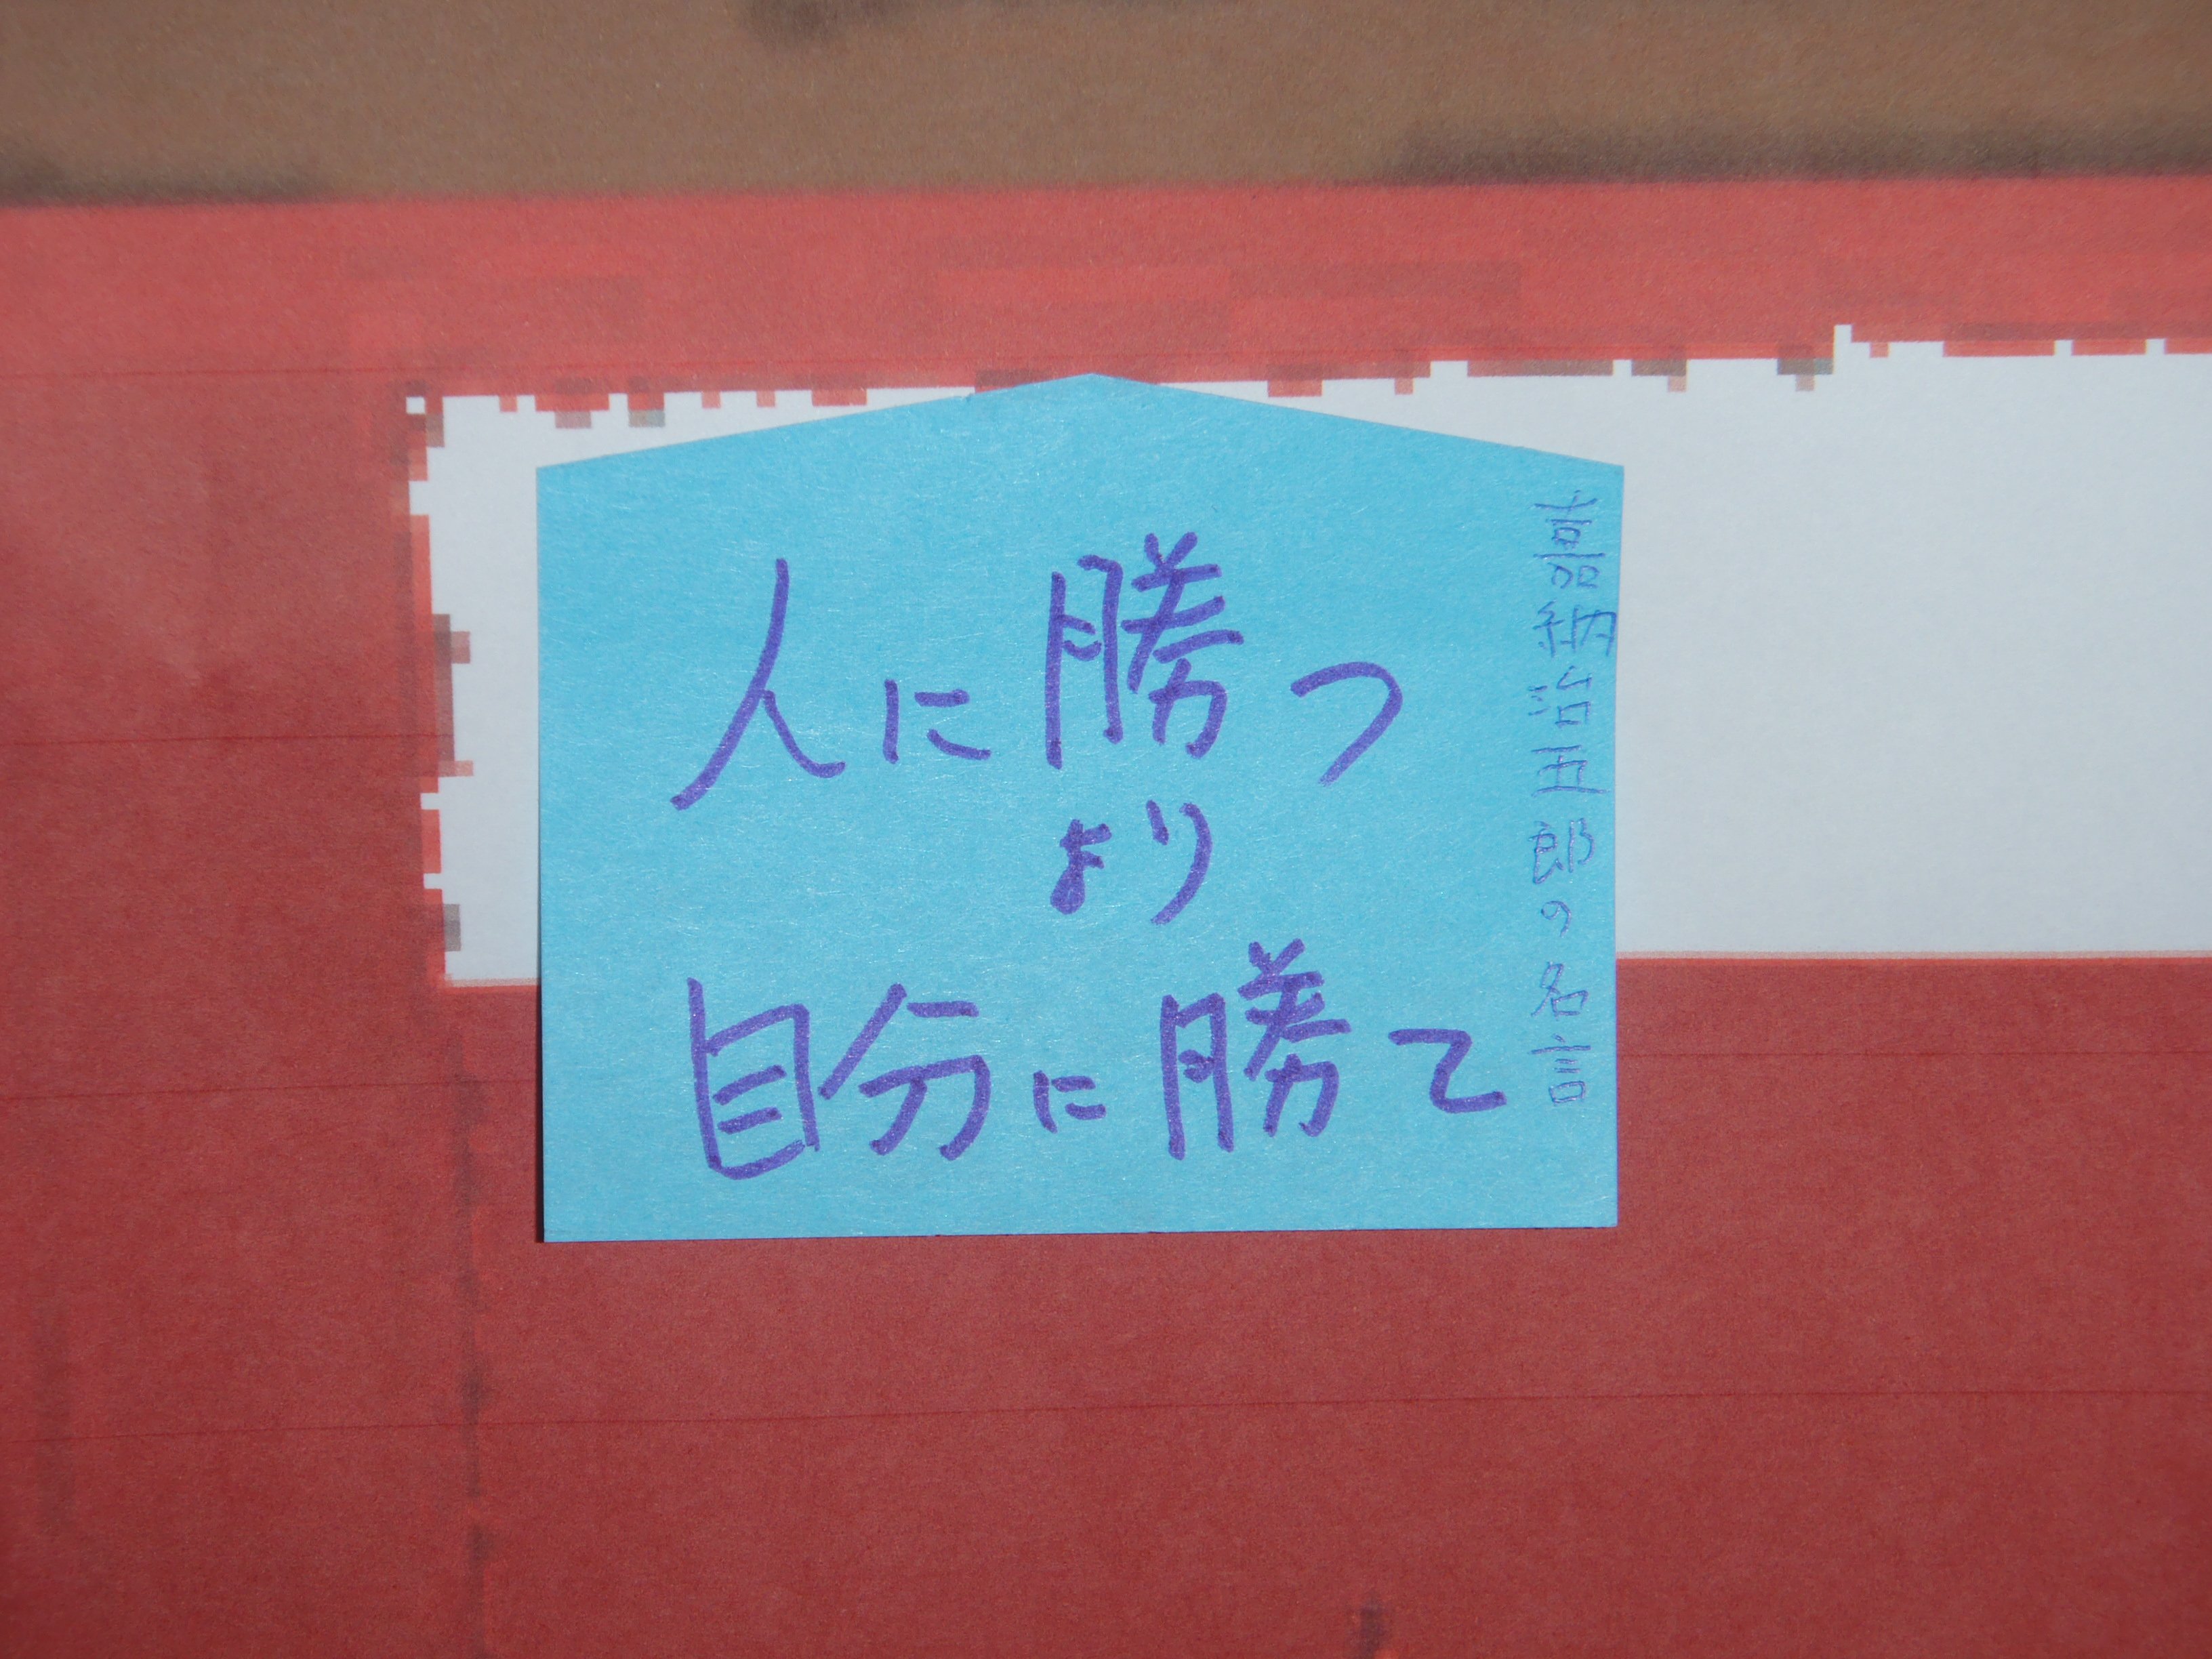 人に勝つ
より
自分に勝て
嘉納治五郎の名言